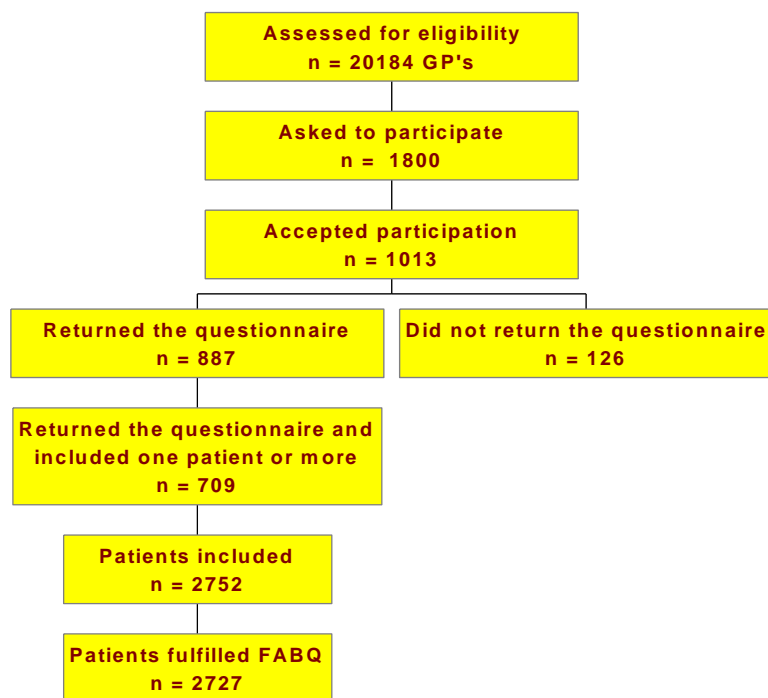 Assessed for eligibility
n = 20184 GP's
Asked to participate
n = 1800
Accepted participation
n = 1013
Returned the questionnaire
n = 887
Did not return the questionnaire
n = 126
Returned the questionnaire and
included one patient or more
n = 709
Patients included
n = 2752
Patients fulfilled FABQ
n = 2727